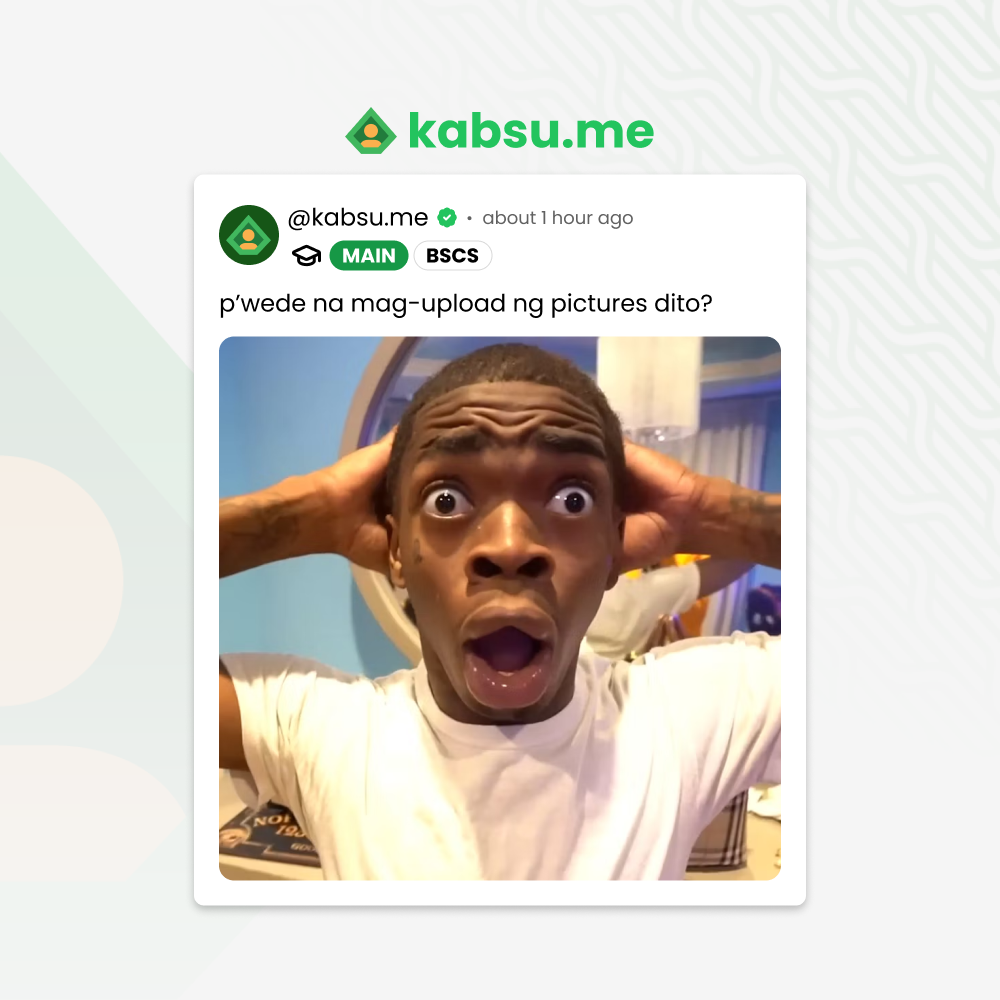 kabsu.me
@kabsu.me • about 1 hour ago
MAIN BSCS
p’wede na mag-upload ng pictures dito?